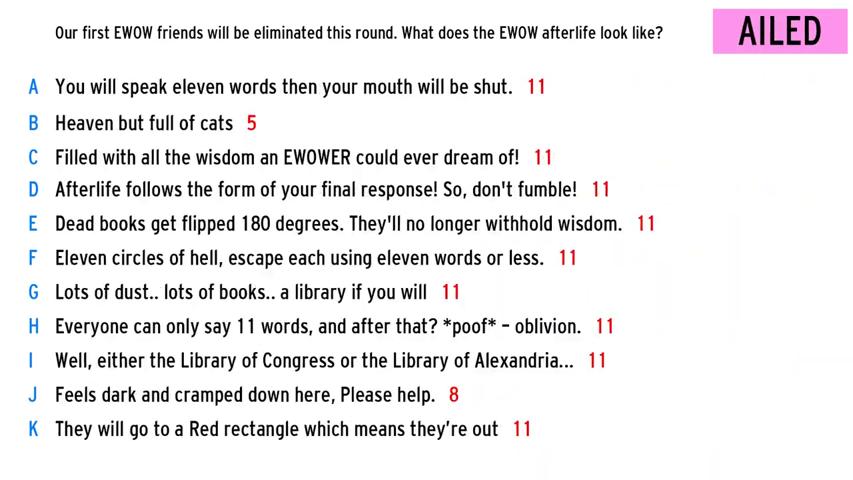 Our first EWOW friends will be eliminated this round. What does the EWOW afterlife look like?
AILED
A You will speak eleven words then your mouth will be shut. 11
B Heaven but full of cats 5
C Filled with all the wisdom an EWOWER could ever dream of! 11
D Afterlife follows the form of your final response! So, don't fumble! 11
E Dead books get flipped 180 degrees. They'll no longer withhold wisdom. 11
F Eleven circles of hell, escape each using eleven words or less. 11
G Lots of dust.. lots of books.. a library if you will 11
H Everyone can only say 11 words, and after that? *poof* – oblivion. 11
I Well, either the Library of Congress or the Library of Alexandria... 11
J Feels dark and cramped down here, Please help. 8
K They will go to a Red rectangle which means they’re out 11